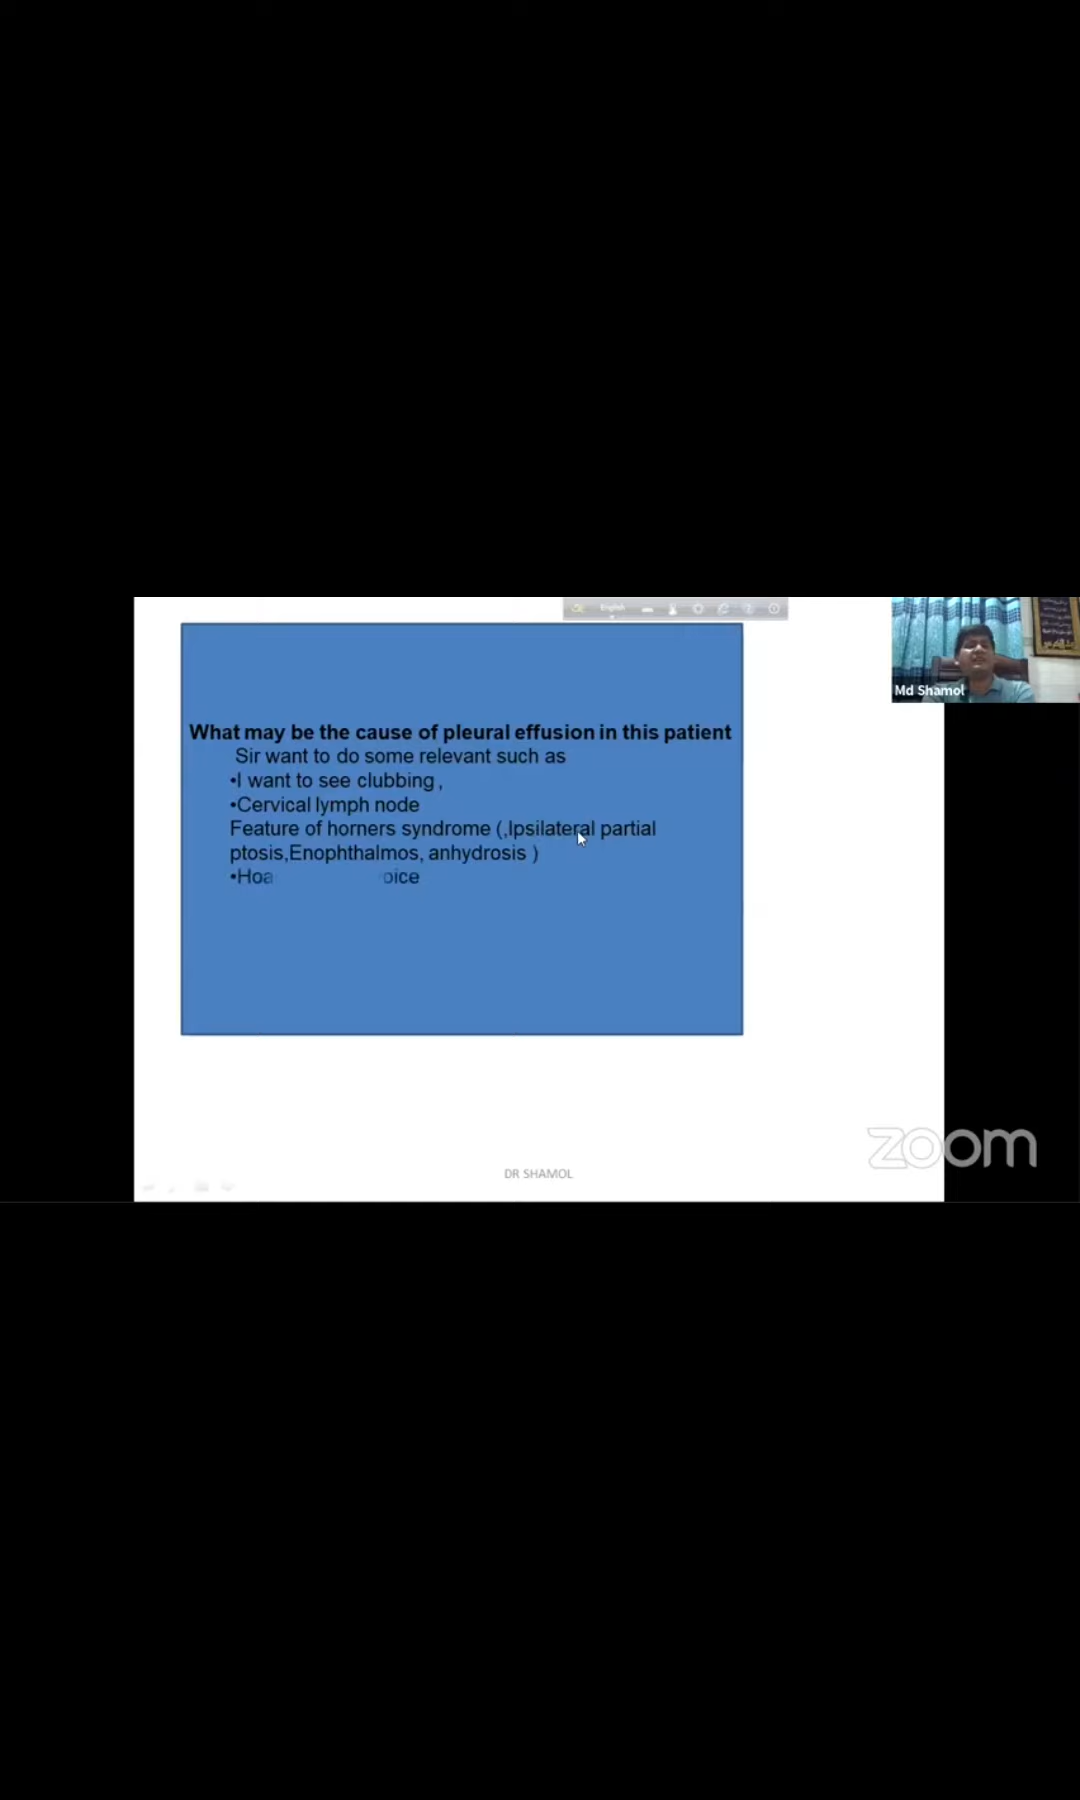 English
Md Shamol
What may be the cause of pleural effusion in this patient
Sir want to do some relevant such as
•I want to see clubbing ,
•Cervical lymph node
Feature of horners syndrome (,Ipsilateral partial
ptosis,Enophthalmos, anhydrosis )
•Hoa oice
zoom
DR SHAMOL